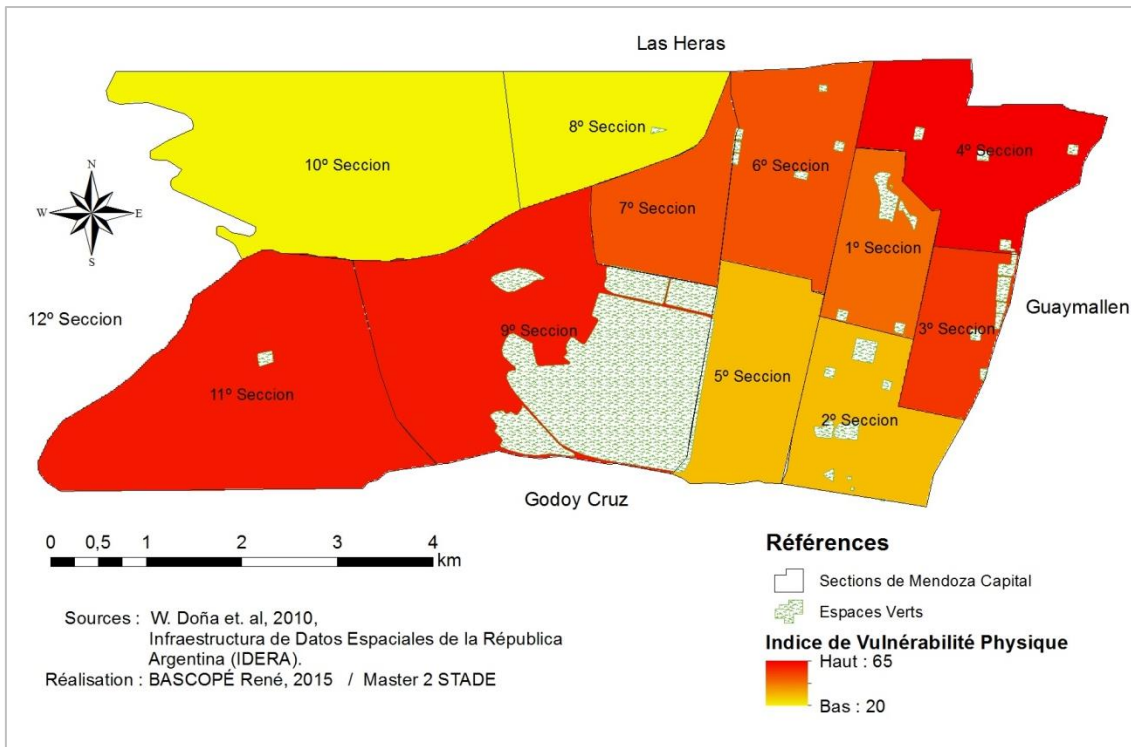 Las Heras
8º Seccion
10º Seccion
4º Seccion
6º Seccion
7º Seccion
1º Seccion
N
W
E
S
12º Seccion
Guaymallen
9º Seccion
3º Seccion
5º Seccion
11º Seccion
2º Seccion
Godoy Cruz
0 0,5 1 2 3 4
km
Références
Sections de Mendoza Capital
Espaces Verts
Indice de Vulnérabilité Physique
Haut : 65
Bas : 20
Sources : W. Doña et. al, 2010,
Infraestructura de Datos Espaciales de la Républica
Argentina (IDERA).
Réalisation : BASCOPÉ René, 2015 / Master 2 STADE